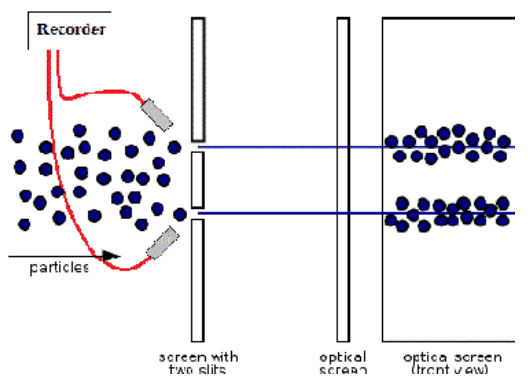 Recorder
particles
screen with
two slits
optical
screen
optical screen
(front view)